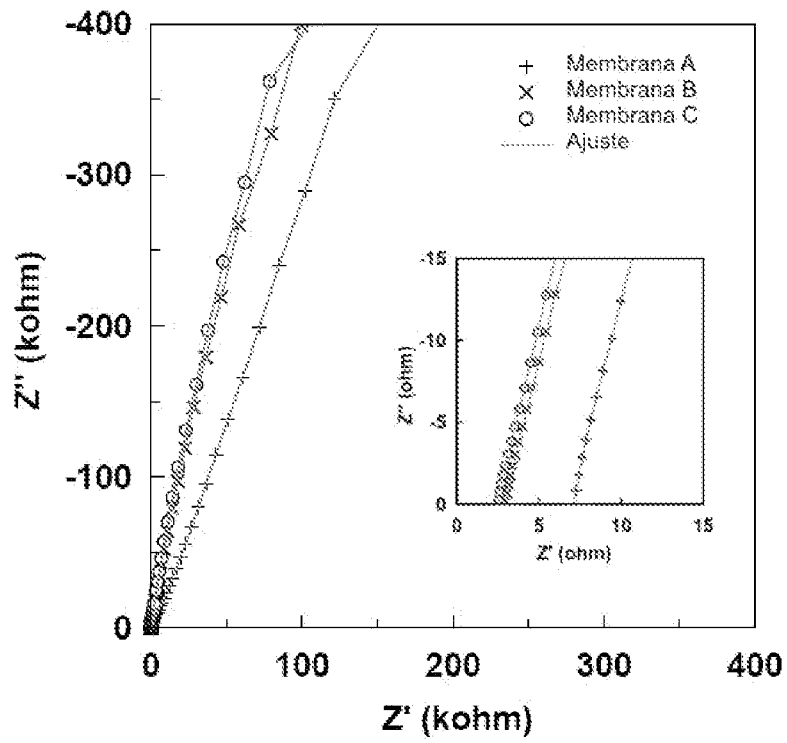 -400
-300
-200
-100
0
Z'' (kohm)
0
100
200
300
400
Z' (kohm)
Membrana A
Membrana B
Membrana C
Ajuste
-15
-10
-5
0
Z'' (ohm)
0
5
10
15
Z' (ohm)